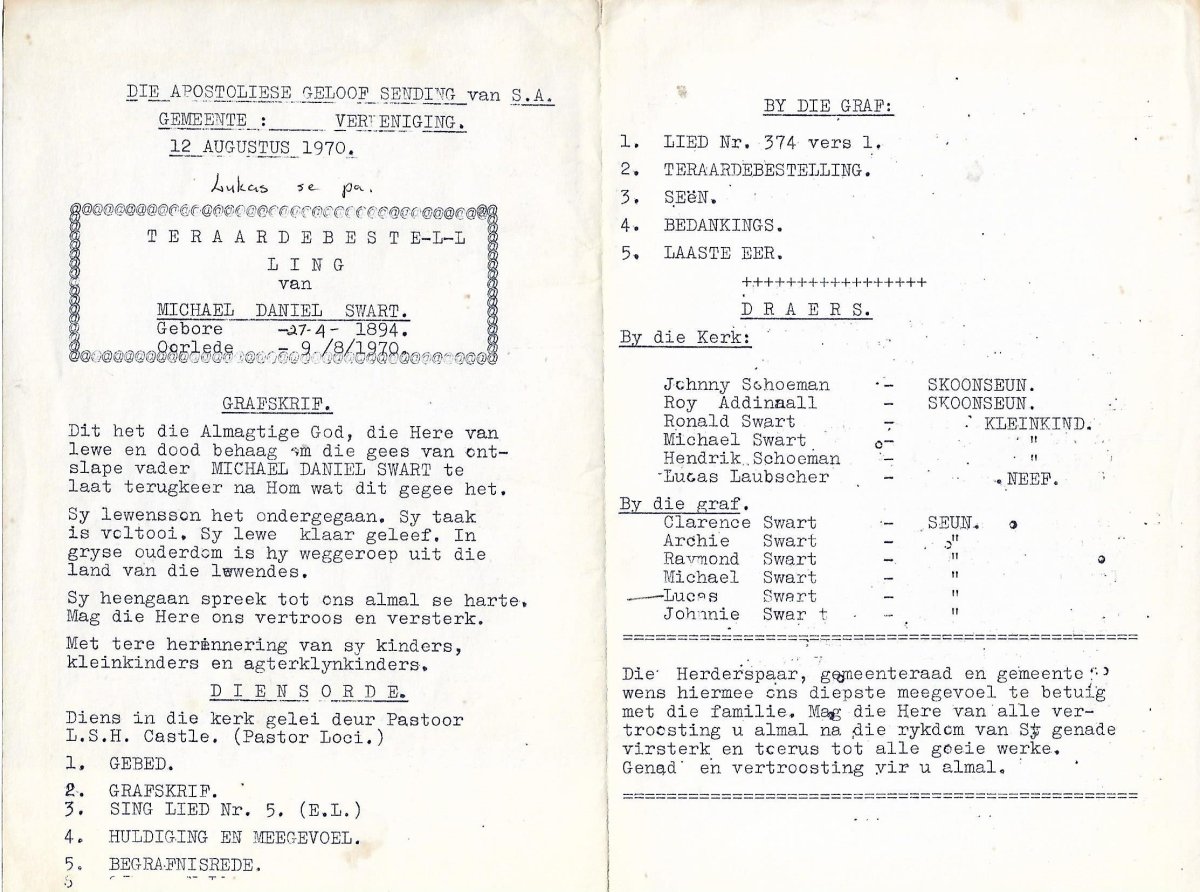 DIE APOSTOLIESE GELOOF SENDING van S.A.
GEMEENTE : VEREENIGING.
12 AUGUSTUS 1970.
Lukas se pa.
T E R A A R D E B E S T E-L-L
L I N G
van
MICHAEL DANIEL SWART.
Gebore -27-4- 1894.
Oorlede - 9 /8/1970.
GRAFSKRIF.
Dit het die Almagtige God, die Here van
lewe en dood behaag om die gees van ont-
slape vader MICHAEL DANIEL SWART te
laat terugkeer na Hom wat dit gegee het.
Sy lewensson het ondergegaan. Sy taak
is voltooi. Sy lewe klaar geleef. In
gryse ouderdom is hy weggeroep uit die
land van die lewendes.
Sy heengaan spreek tot ons almal se harte.
Mag die Here ons vertroos en versterk.
Met tere herinnering van sy kinders,
kleinkinders en agterklynkinders.
D I E N S O R D E.
Diens in die kerk gelei deur Pastoor
L.S.H. Castle. (Pastor Loci.)
1. GEBED.
2. GRAFSKRIF.
3. SING LIED Nr. 5. (E.L.)
4. HULDIGING EN MEEGEVOEL.
5. BEGRAFNISREDE.
6
BY DIE GRAF:
1. LIED Nr. 374 vers 1.
2. TERAARDEBESTELLING.
3. SEëN.
4. BEDANKINGS.
5. LAASTE EER.
+++++++++++++++++
D R A E R S.
By die Kerk:
Johnny Schoeman - SKOONSEUN.
Roy Addinall - SKOONSEUN.
Ronald Swart - KLEINKIND.
Michael Swart - "
Hendrik Schoeman - "
Lucas Laubscher - NEEF.
By die graf.
Clarence Swart - SEUN.
Archie Swart - "
Raymond Swart - "
Michael Swart - "
Lucas Swart - "
Johnnie Swar t - "
Die Herderspaar, gemeenteraad en gemeente
wens hiermee ons diepste meegevoel te betuig
met die familie. Mag die Here van alle ver-
troosting u almal na die rykdom van Sy genade
virsterk en toerus tot alle goeie werke.
Genad en vertroosting vir u almal.